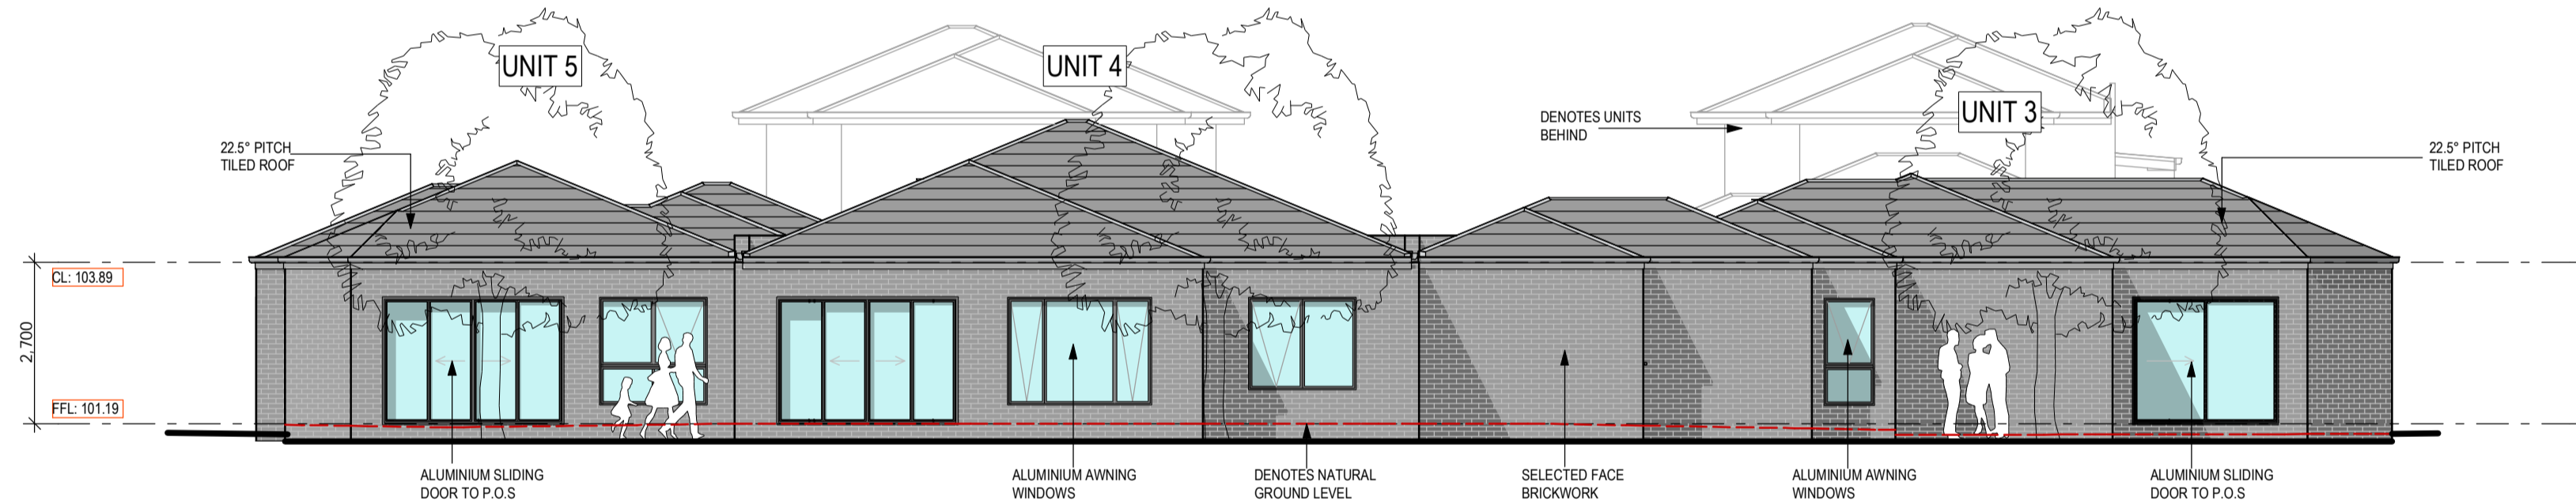 UNIT 5
UNIT 4
UNIT 3
DENOTES UNITS
BEHIND
22.5° PITCH
TILED ROOF
22.5° PITCH
TILED ROOF
CL: 103.89
2,700
FFL: 101.19
ALUMINIUM SLIDING
DOOR TO P.O.S
ALUMINIUM AWNING
WINDOWS
DENOTES NATURAL
GROUND LEVEL
SELECTED FACE
BRICKWORK
ALUMINIUM AWNING
WINDOWS
ALUMINIUM SLIDING
DOOR TO P.O.S